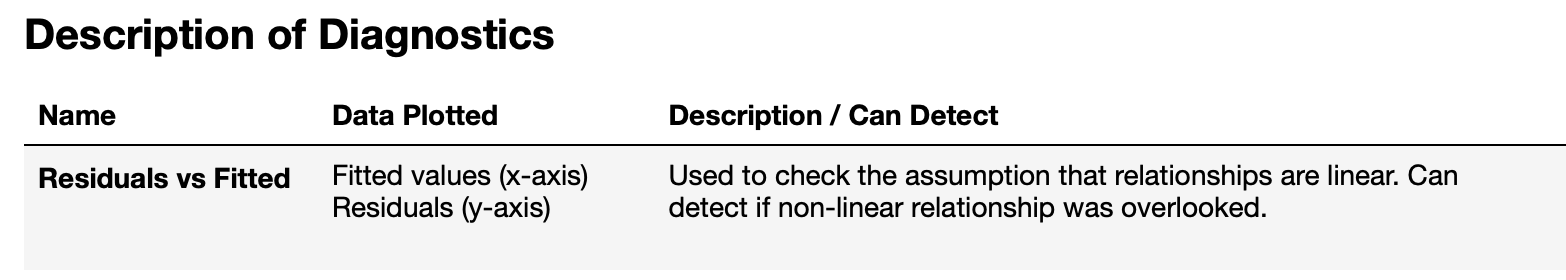 Description of Diagnostics
Name Data Plotted Description / Can Detect
Residuals vs Fitted Fitted values (x-axis) Used to check the assumption that relationships are linear. Can
Residuals (y-axis) detect if non-linear relationship was overlooked.